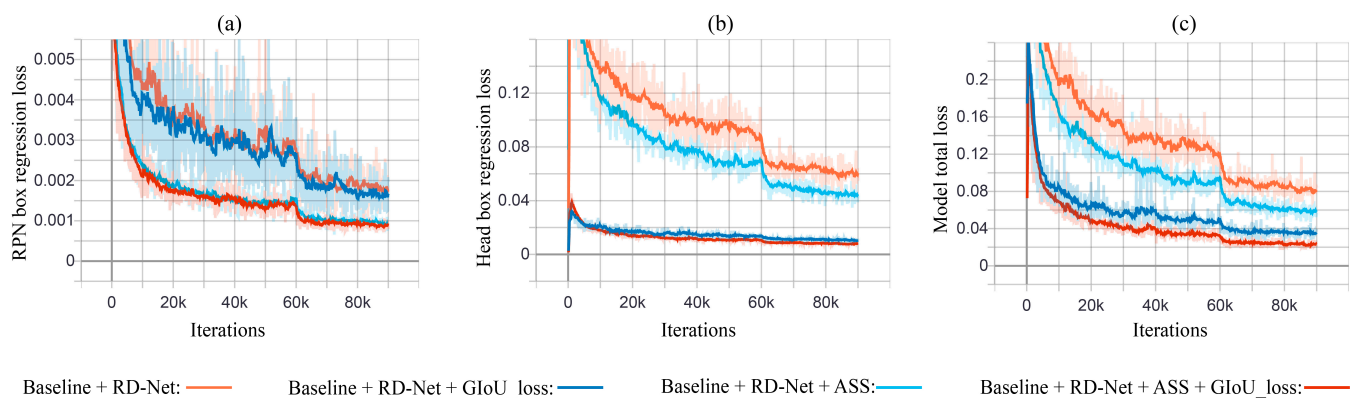 (a)
RPN box regression loss
0.005
0.004
0.003
0.002
0.001
0
0 20k 40k 60k 80k
Iterations
(b)
Head box regression loss
0.12
0.08
0.04
0
0 20k 40k 60k 80k
Iterations
(c)
Model total loss
0.2
0.16
0.12
0.08
0.04
0
0 20k 40k 60k 80k
Iterations
Baseline + RD-Net: Baseline + RD-Net + GIoU_loss: Baseline + RD-Net + ASS: Baseline + RD-Net + ASS + GIoU_loss: